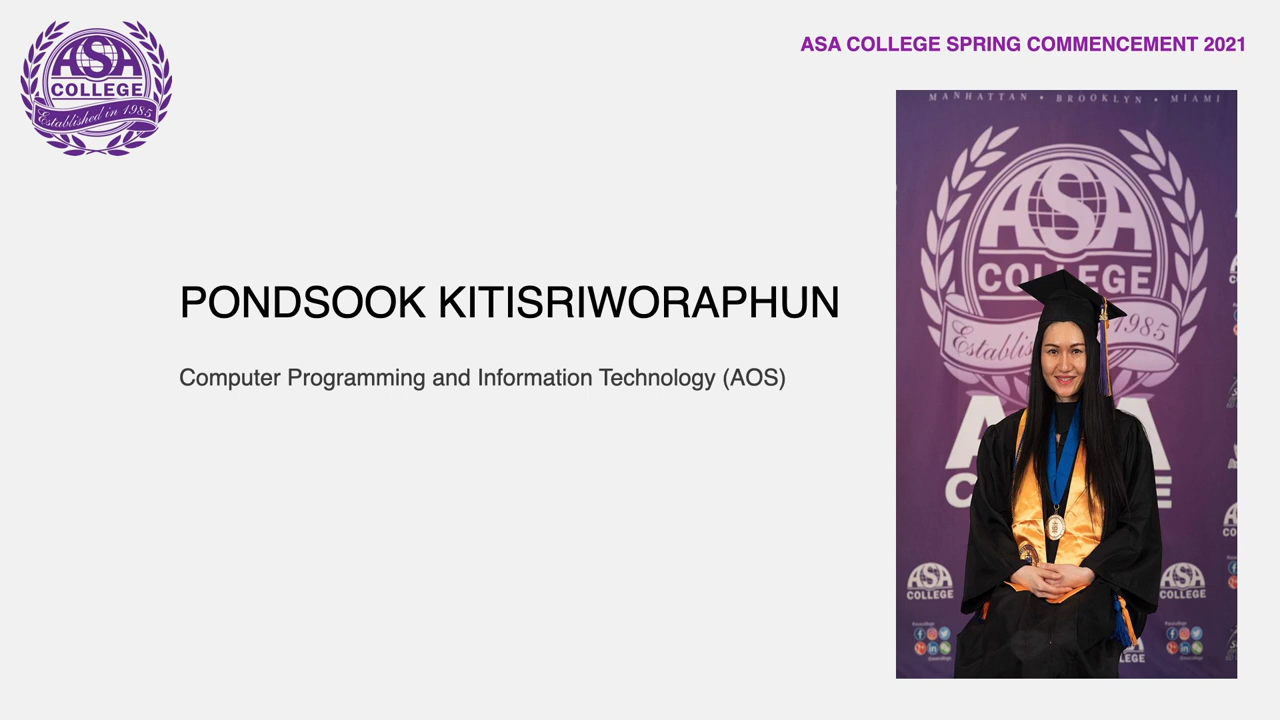 ASA
COLLEGE
Established in 1985
ASA COLLEGE SPRING COMMENCEMENT 2021
PONDSOOK KITISRIWORAPHUN
Computer Programming and Information Technology (AOS)
MANHATTAN • BROOKLYN • MIAMI
ASA
COLLEGE
1985
ASA
COLLEGE
ASA
COLLEGE